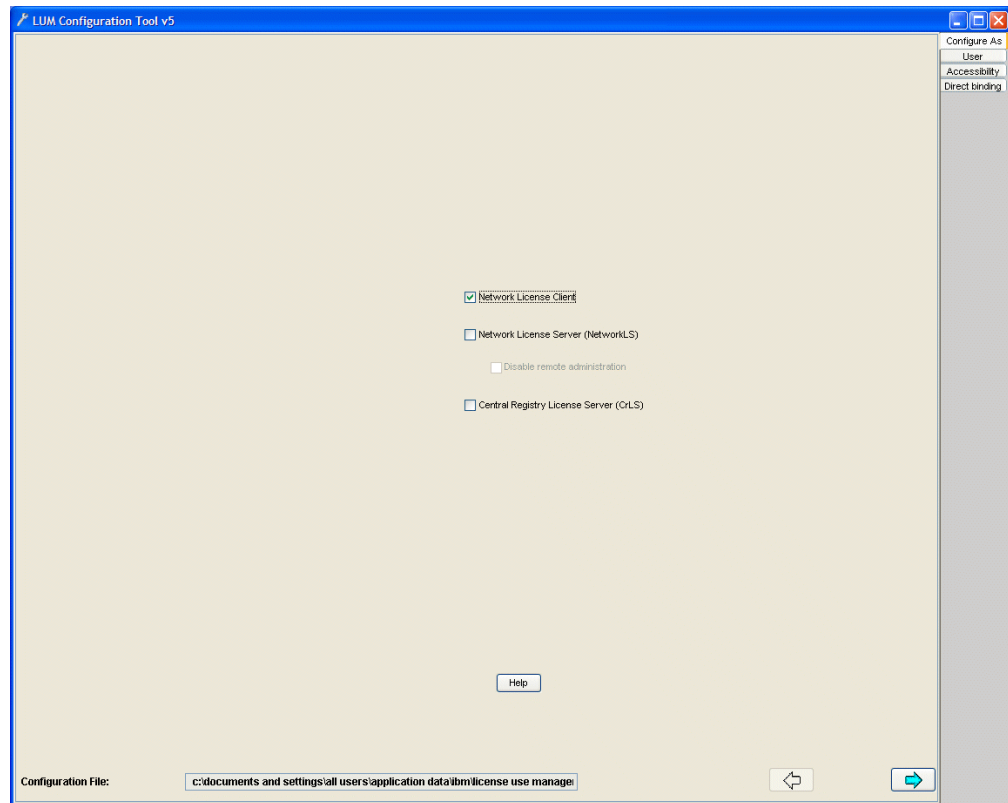 LUM Configuration Tool v5
Configure As
User
Accessibility
Direct binding
Network License Client
Network License Server (NetworkLS)
Disable remote administration
Central Registry License Server (CrLS)
Help
Configuration File:
c:\documents and settings\all users\application data\ibm\license use manage